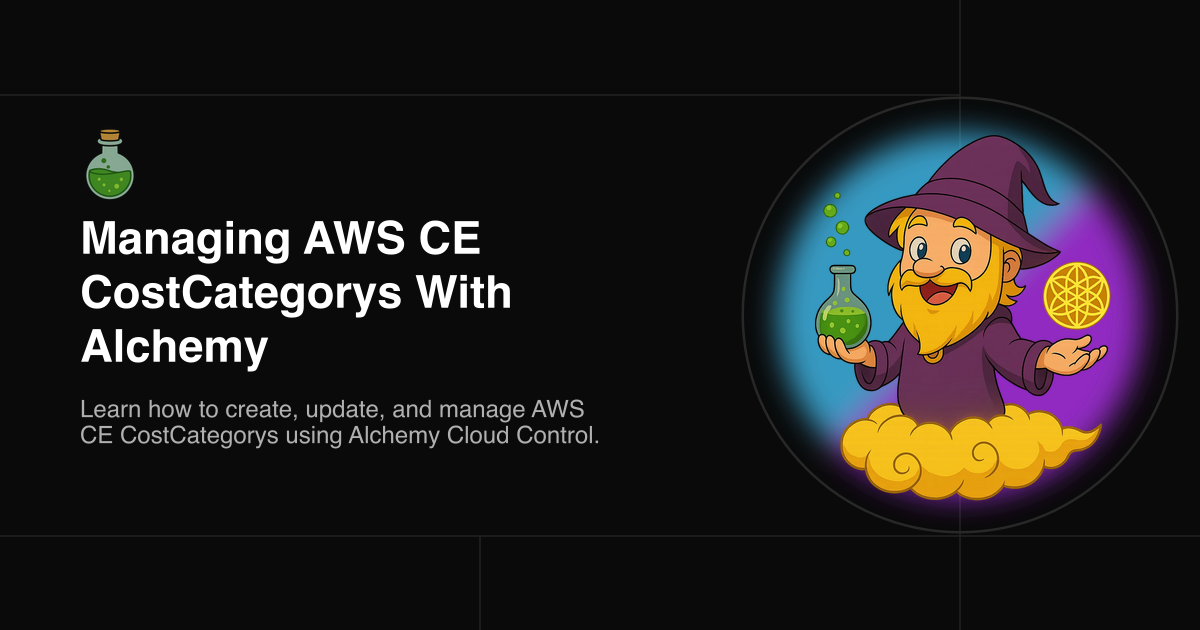 Managing AWS CE
CostCategorys With
Alchemy
Learn how to create, update, and manage AWS
CE CostCategorys using Alchemy Cloud Control.